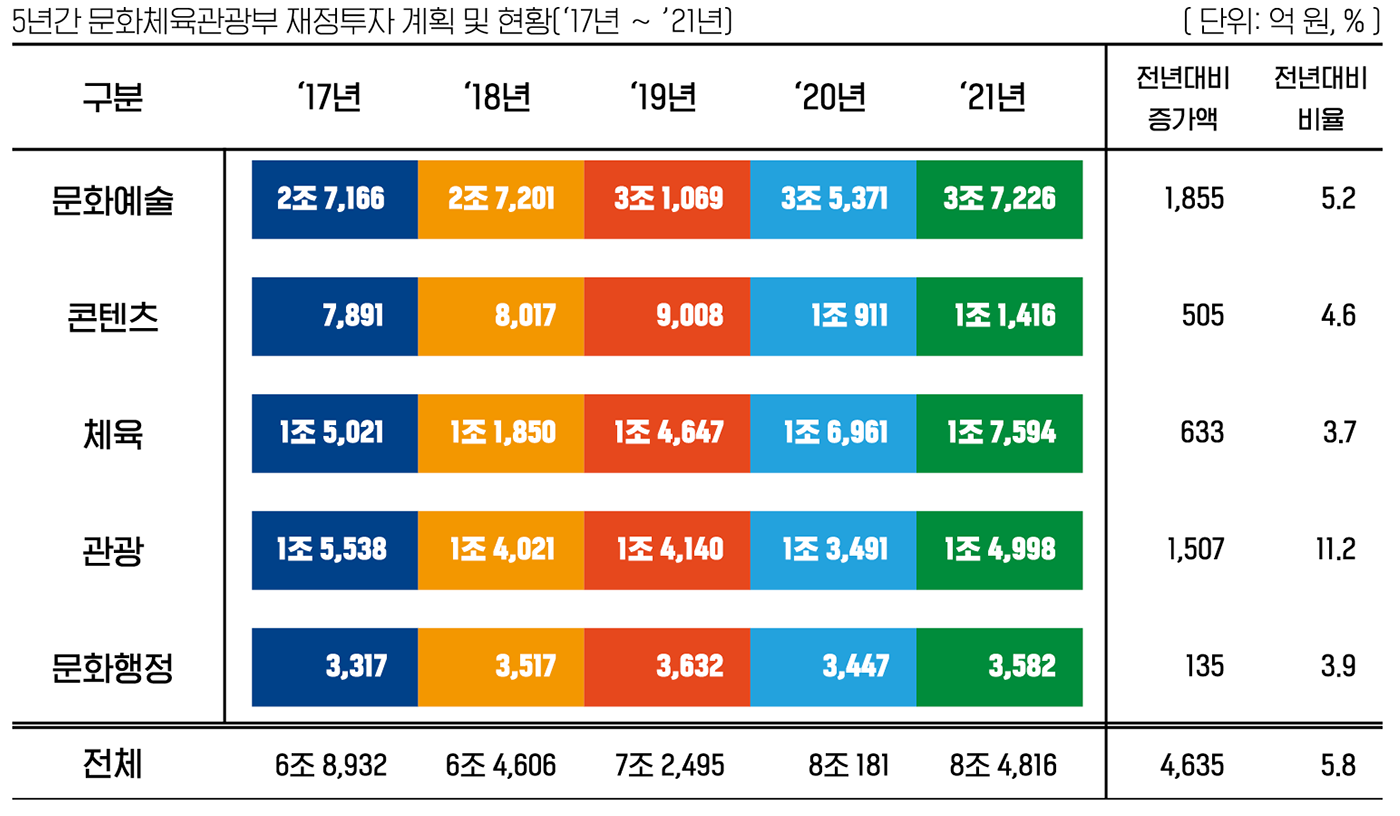 5년간 문화체육관광부 재정투자 계획 및 현황(‘17년 ~ ’21년) ( 단위: 억 원, % )
구분 ‘17년 ‘18년 ‘19년 ‘20년 ‘21년 전년대비 증가액 전년대비 비율
문화예술 2조 7,166 2조 7,201 3조 1,069 3조 5,371 3조 7,226 1,855 5.2
콘텐츠 7,891 8,017 9,008 1조 911 1조 1,416 505 4.6
체육 1조 5,021 1조 1,850 1조 4,647 1조 6,961 1조 7,594 633 3.7
관광 1조 5,538 1조 4,021 1조 4,140 1조 3,491 1조 4,998 1,507 11.2
문화행정 3,317 3,517 3,632 3,447 3,582 135 3.9
전체 6조 8,932 6조 4,606 7조 2,495 8조 181 8조 4,816 4,635 5.8